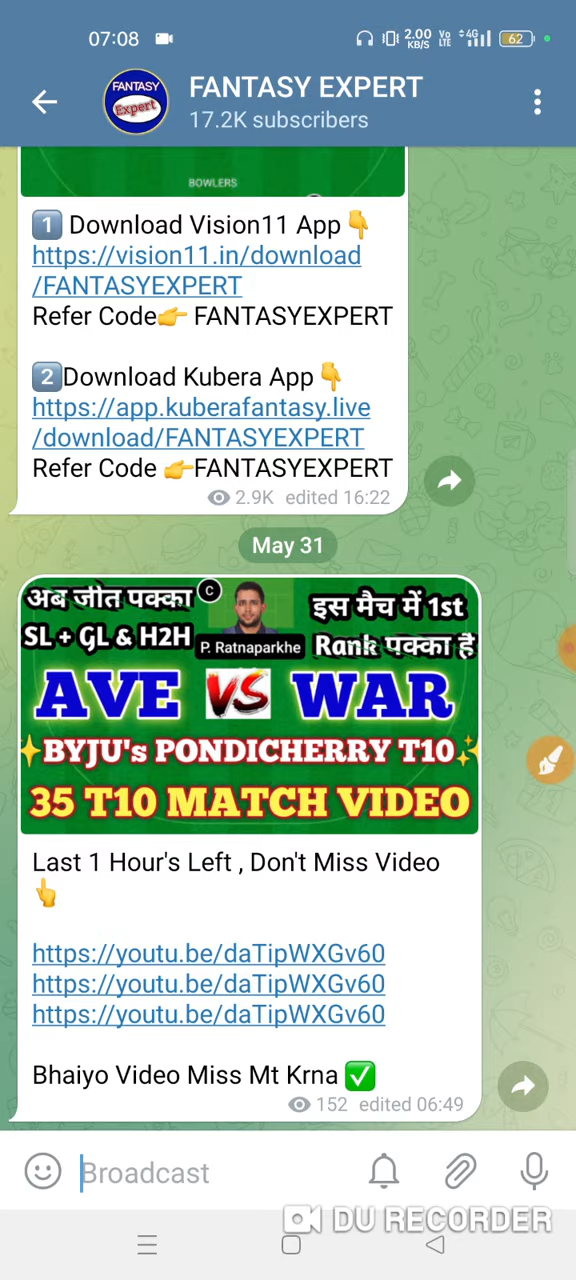 07:08
2.00 KB/S
Vo LTE
4G
62
FANTASY Expert
FANTASY EXPERT
17.2K subscribers
BOWLERS
1 Download Vision11 App👇
https://vision11.in/download
/FANTASYEXPERT
Refer Code👉 FANTASYEXPERT
2Download Kubera App👇
https://app.kuberafantasy.live
/download/FANTASYEXPERT
Refer Code 👉FANTASYEXPERT
2.9K edited 16:22
May 31
अब जीत पक्का
C
इस मैच में 1st
SL + GL & H2H
P. Ratnaparkhe
Rank पक्का है
AVE VS WAR
✨BYJU's PONDICHERRY T10✨
35 T10 MATCH VIDEO
Last 1 Hour's Left , Don't Miss Video
👆
https://youtu.be/daTipWXGv60
https://youtu.be/daTipWXGv60
https://youtu.be/daTipWXGv60
Bhaiyo Video Miss Mt Krna ✅
152 edited 06:49
Broadcast
DU RECORDER